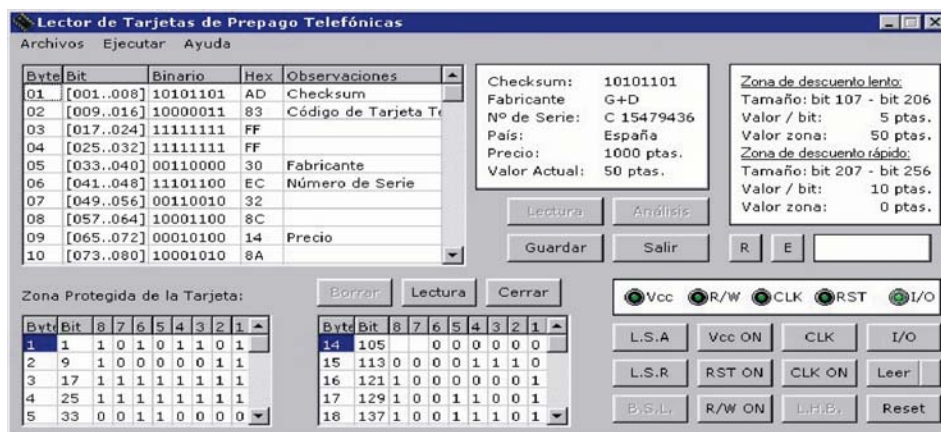 Lector de Tarjetas de Prepago Telefónicas
Archivos Ejecutar Ayuda
Byte Bit Binario Hex Observaciones
01 [001..008] 10101101 AD Checksum
02 [009..016] 10000011 83 Código de Tarjeta Te
03 [017..024] 11111111 FF
04 [025..032] 11111111 FF
05 [033..040] 00110000 30 Fabricante
06 [041..048] 11101100 EC Número de Serie
07 [049..056] 00110010 32
08 [057..064] 10001100 8C
09 [065..072] 00010100 14 Precio
10 [073..080] 10001010 8A
Checksum: 10101101
Fabricante G+D
Nº de Serie: C 15479436
País: España
Precio: 1000 ptas.
Valor Actual: 50 ptas.
Zona de descuento lento:
Tamaño: bit 107 - bit 206
Valor / bit: 5 ptas.
Valor zona: 50 ptas.
Zona de descuento rápido:
Tamaño: bit 207 - bit 256
Valor / bit: 10 ptas.
Valor zona: 0 ptas.
Lectura Análisis
Guardar Salir R E
Zona Protegida de la Tarjeta:
Borrar Lectura Cerrar
Vcc R/W CLK RST I/O
Byte Bit 8 7 6 5 4 3 2 1
1 1 1 0 1 0 1 1 0 1
2 9 1 0 0 0 0 0 1 1
3 17 1 1 1 1 1 1 1 1
4 25 1 1 1 1 1 1 1 1
5 33 0 0 1 1 0 0 0 0
Byte Bit 8 7 6 5 4 3 2 1
14 105 0 0 0 0 0 0
15 113 0 0 0 0 1 1 1 0
16 121 1 0 0 0 0 0 0 1
17 129 1 0 0 1 1 0 0 1
18 137 1 0 0 1 1 1 0 1
L.S.A Vcc ON CLK I/O
L.S.R RST ON CLK ON Leer
B.S.L. R/W ON L.H.B. Reset